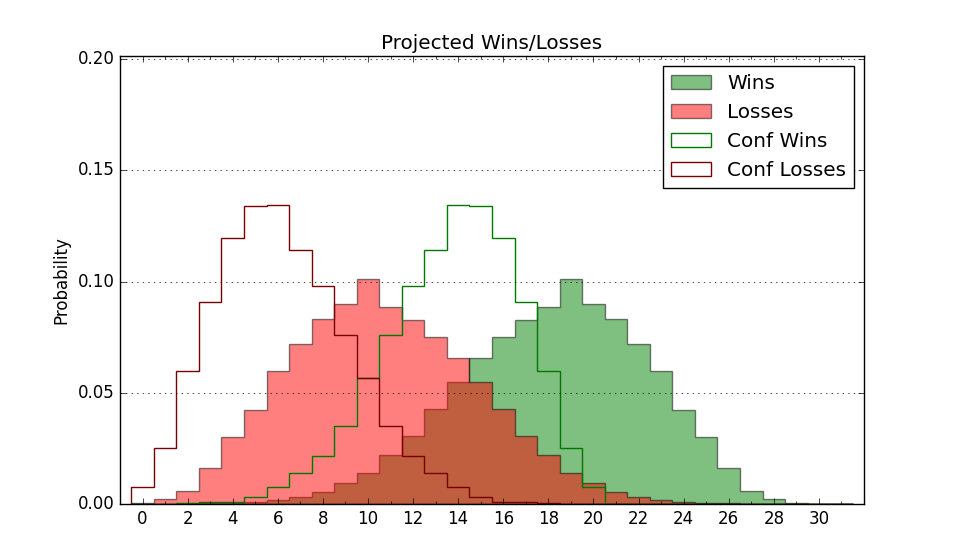 Projected Wins/Losses
0.20
0.15
0.10
0.05
0.00
Probability
Wins
Losses
Conf Wins
Conf Losses
0 2 4 6 8 10 12 14 16 18 20 22 24 26 28 30